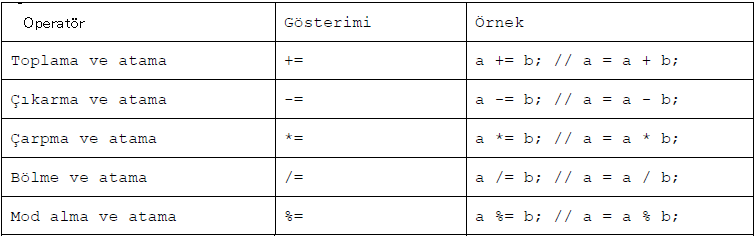 Operatör Gösterimi Örnek
Toplama ve atama += a += b; // a = a + b;
Çıkarma ve atama -= a -= b; // a = a - b;
Çarpma ve atama *= a *= b; // a = a * b;
Bölme ve atama /= a /= b; // a = a / b;
Mod alma ve atama %= a %= b; // a = a % b;